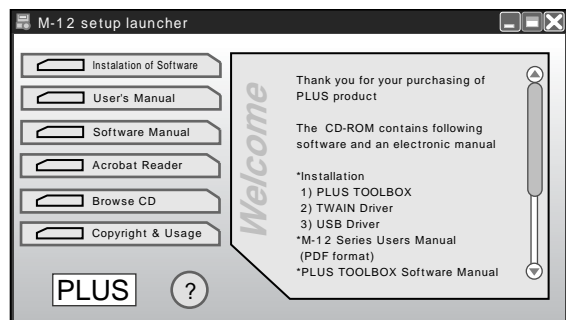 M-12 setup launcher
Instalation of Software
User's Manual
Software Manual
Acrobat Reader
Browse CD
Copyright & Usage
PLUS
?
Welcome
Thank you for your purchasing of
PLUS product
The CD-ROM contains following
software and an electronic manual
*Installation
1) PLUS TOOLBOX
2) TWAIN Driver
3) USB Driver
*M-12 Series Users Manual
(PDF format)
*PLUS TOOLBOX Software Manual